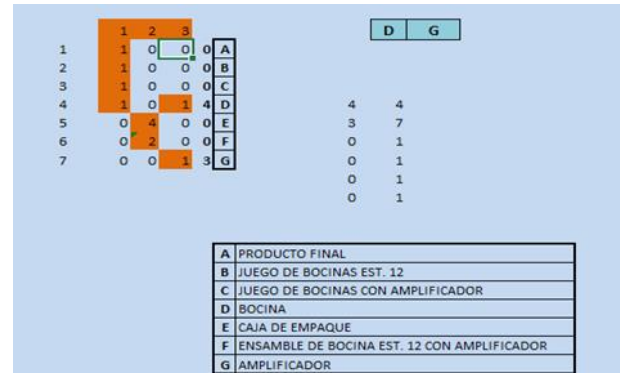 D G
1 2 3
1 1 0 0 0 A
2 1 0 0 0 B
3 1 0 0 0 C
4 1 0 1 4 D 4 4
5 0 4 0 0 E 3 7
6 0 2 0 0 F 0 1
7 0 0 1 3 G 0 1
0 1
0 1
A PRODUCTO FINAL
B JUEGO DE BOCINAS EST. 12
C JUEGO DE BOCINAS CON AMPLIFICADOR
D BOCINA
E CAJA DE EMPAQUE
F ENSAMBLE DE BOCINA EST. 12 CON AMPLIFICADOR
G AMPLIFICADOR